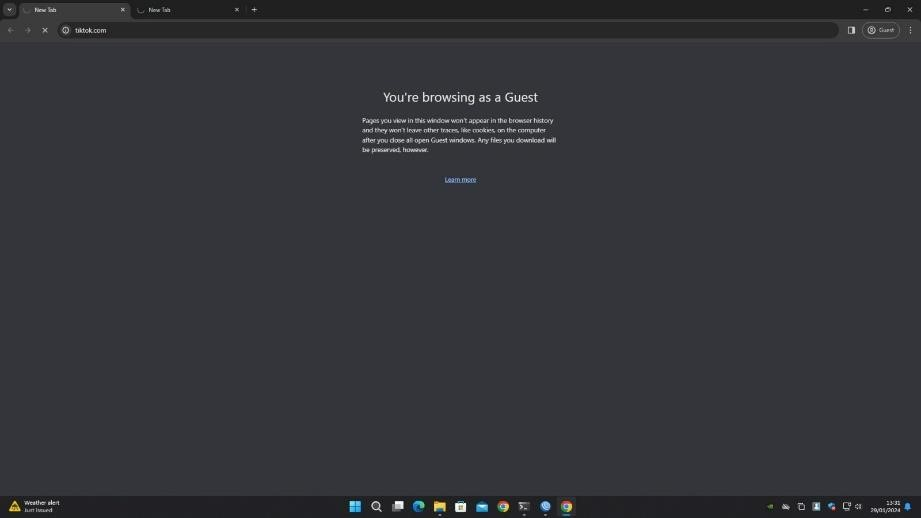 New Tab
New Tab
tiktok.com
Guest
You're browsing as a Guest
Pages you view in this window won't appear in the browser history
and they won't leave other traces, like cookies, on the computer
after you close all open Guest windows. Any files you download will
be preserved, however.
Learn more
Weather alert
Just issued
13:31
29/01/2024